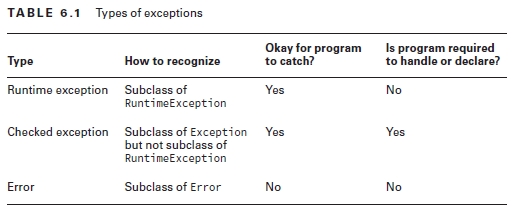 TABLE 6.1 Types of exceptions
Okay for program Is program required
Type How to recognize to catch? to handle or declare?
Runtime exception Subclass of Yes No
RuntimeException
Checked exception Subclass of Exception Yes Yes
but not subclass of
RuntimeException
Error Subclass of Error No No